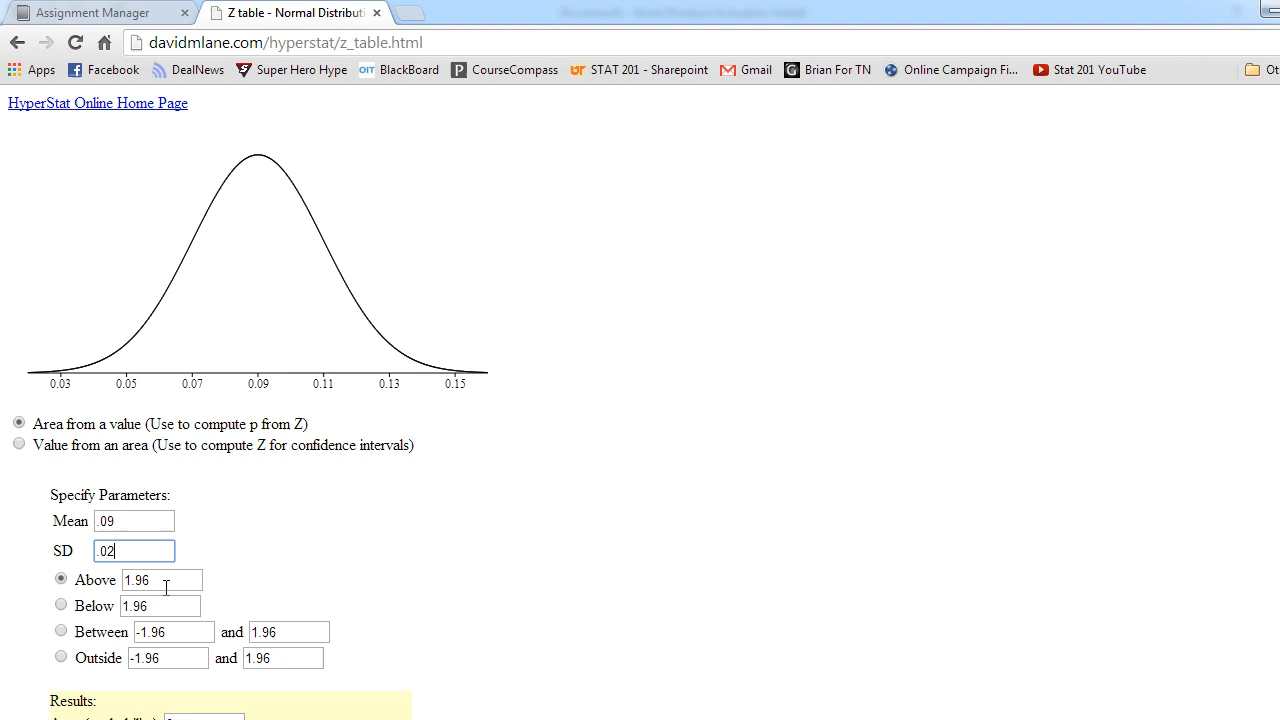 Assignment Manager
Z table - Normal Distributi
davidmlane.com/hyperstat/z_table.html
Apps Facebook DealNews Super Hero Hype OIT BlackBoard P CourseCompass STAT 201 - Sharepoint Gmail G Brian For TN Online Campaign Fi... Stat 201 YouTube Ot
HyperStat Online Home Page
0.03 0.05 0.07 0.09 0.11 0.13 0.15
Area from a value (Use to compute p from Z)
Value from an area (Use to compute Z for confidence intervals)
Specify Parameters:
Mean .09
SD .02
Above 1.96
Below 1.96
Between -1.96 and 1.96
Outside -1.96 and 1.96
Results: